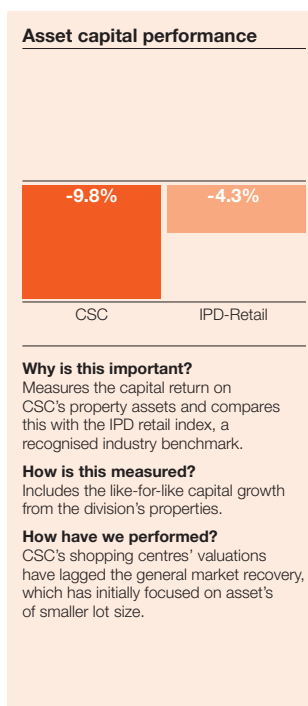 Asset capital performance
-9.8% -4.3%
CSC IPD-Retail
Why is this important?
Measures the capital return on
CSC's property assets and compares
this with the IPD retail index, a
recognised industry benchmark.
How is this measured?
Includes the like-for-like capital growth
from the division's properties.
How have we performed?
CSC's shopping centres' valuations
have lagged the general market recovery,
which has initially focused on asset's
of smaller lot size.